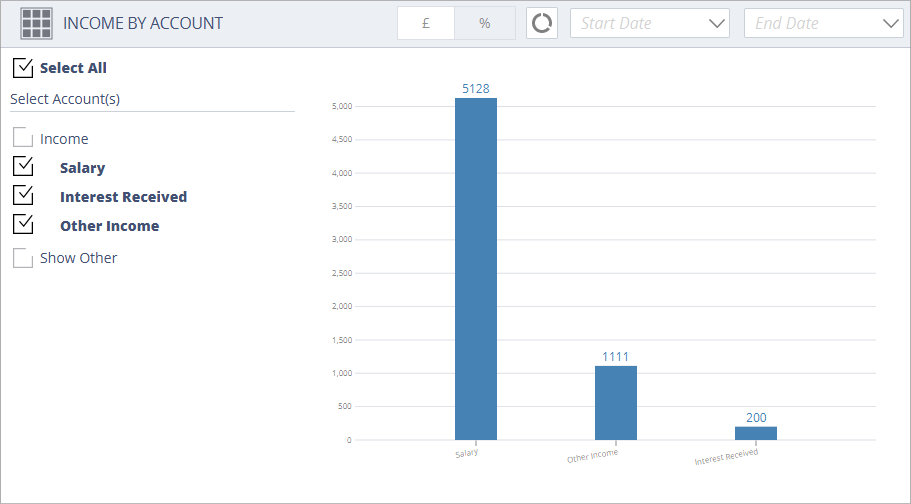 INCOME BY ACCOUNT
£
%
Start Date
End Date
Select All
Select Account(s)
Income
Salary
Interest Received
Other Income
Show Other
5128
1111
200
5,000
4,500
4,000
3,500
3,000
2,500
2,000
1,500
1,000
500
0
Salary
Other Income
Interest Received